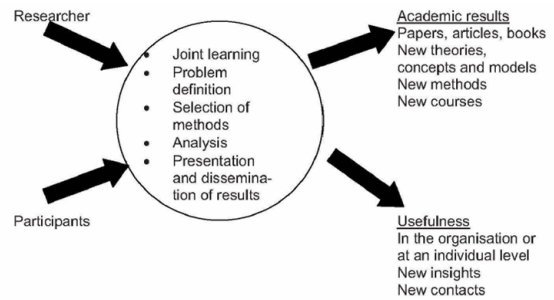 Researcher
• Joint learning
• Problem
definition
• Selection of
methods
• Analysis
• Presentation
and dissemina-
tion of results
Participants
Academic results
Papers, articles, books
New theories,
concepts and models
New methods
New courses
Usefulness
In the organisation or
at an individual level
New insights
New contacts